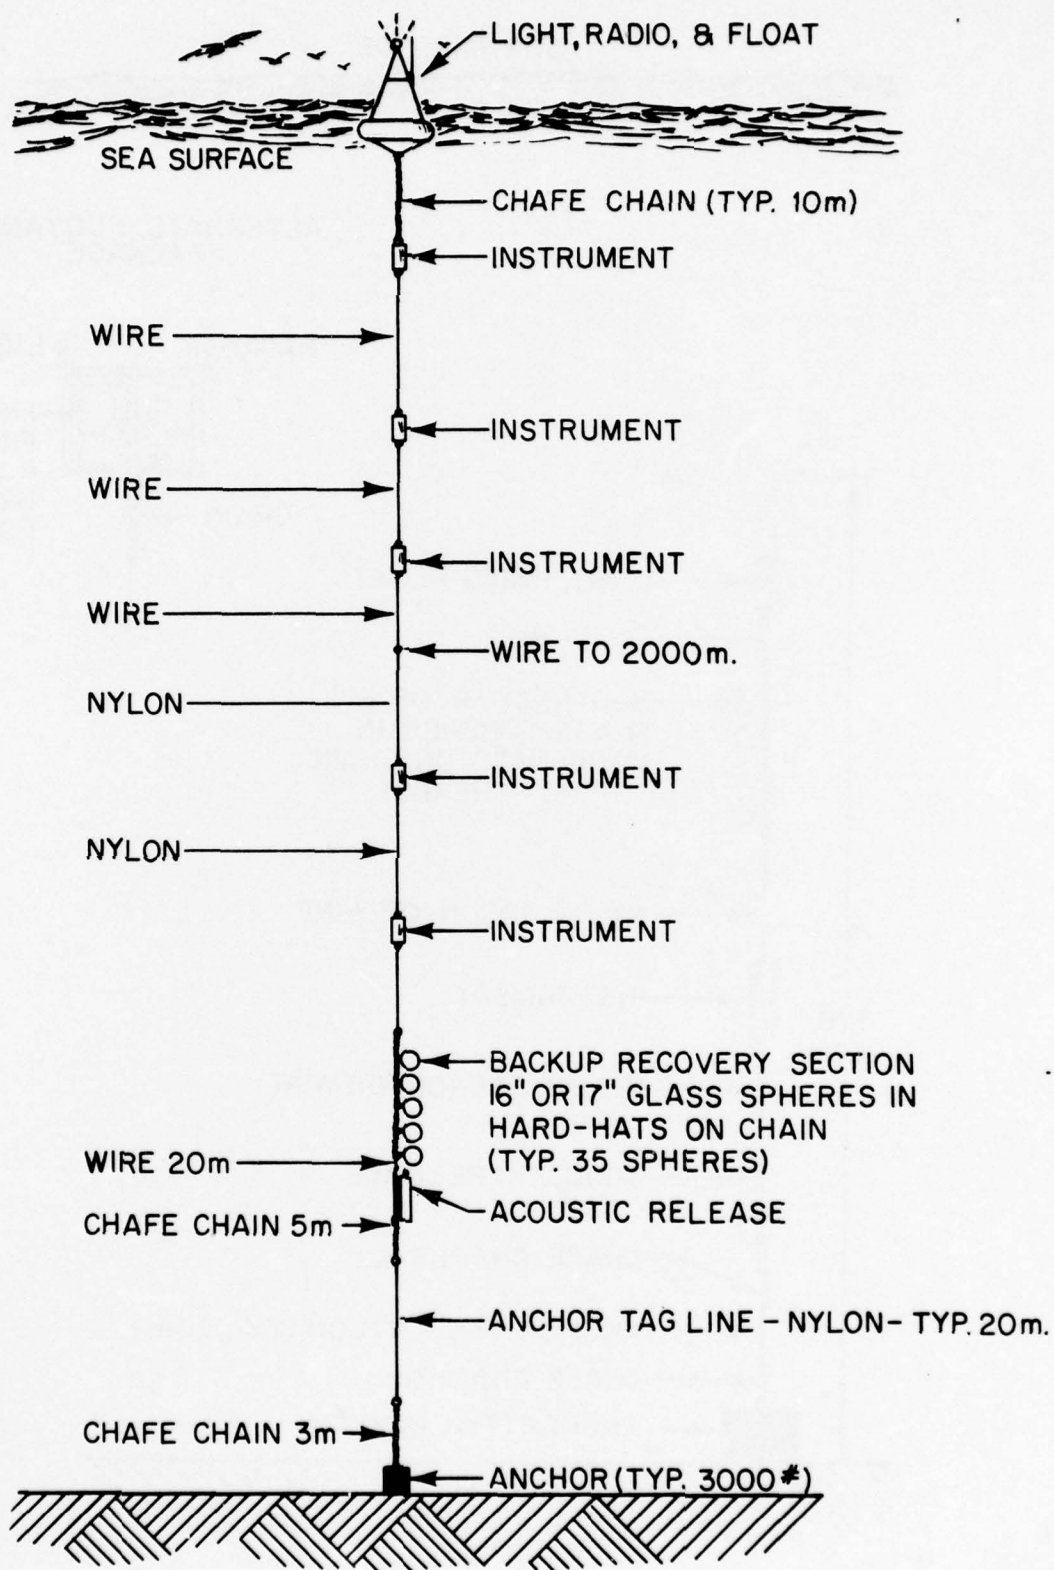 LIGHT, RADIO, & FLOAT
SEA SURFACE
CHAFE CHAIN (TYP. 10m)
INSTRUMENT
WIRE
INSTRUMENT
WIRE
INSTRUMENT
WIRE
WIRE TO 2000m.
NYLON
INSTRUMENT
NYLON
INSTRUMENT
BACKUP RECOVERY SECTION
16" OR 17" GLASS SPHERES IN
HARD-HATS ON CHAIN
(TYP. 35 SPHERES)
WIRE 20m
ACOUSTIC RELEASE
CHAFE CHAIN 5m
ANCHOR TAG LINE - NYLON - TYP. 20m.
CHAFE CHAIN 3m
ANCHOR (TYP. 3000#)